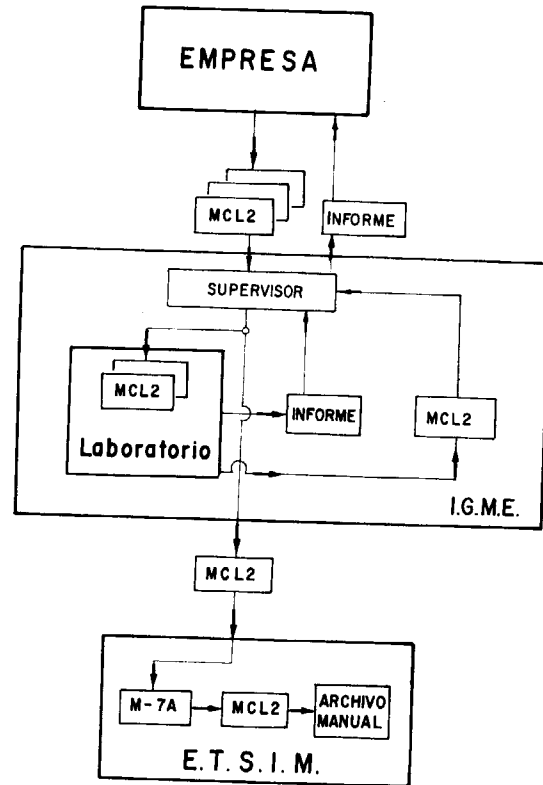 EMPRESA
MCL2
INFORME
SUPERVISOR
MCL2
Laboratorio
INFORME
MCL2
I.G.M.E.
MCL2
M-7A
MCL2
ARCHIVO
MANUAL
E.T.S.I.M.